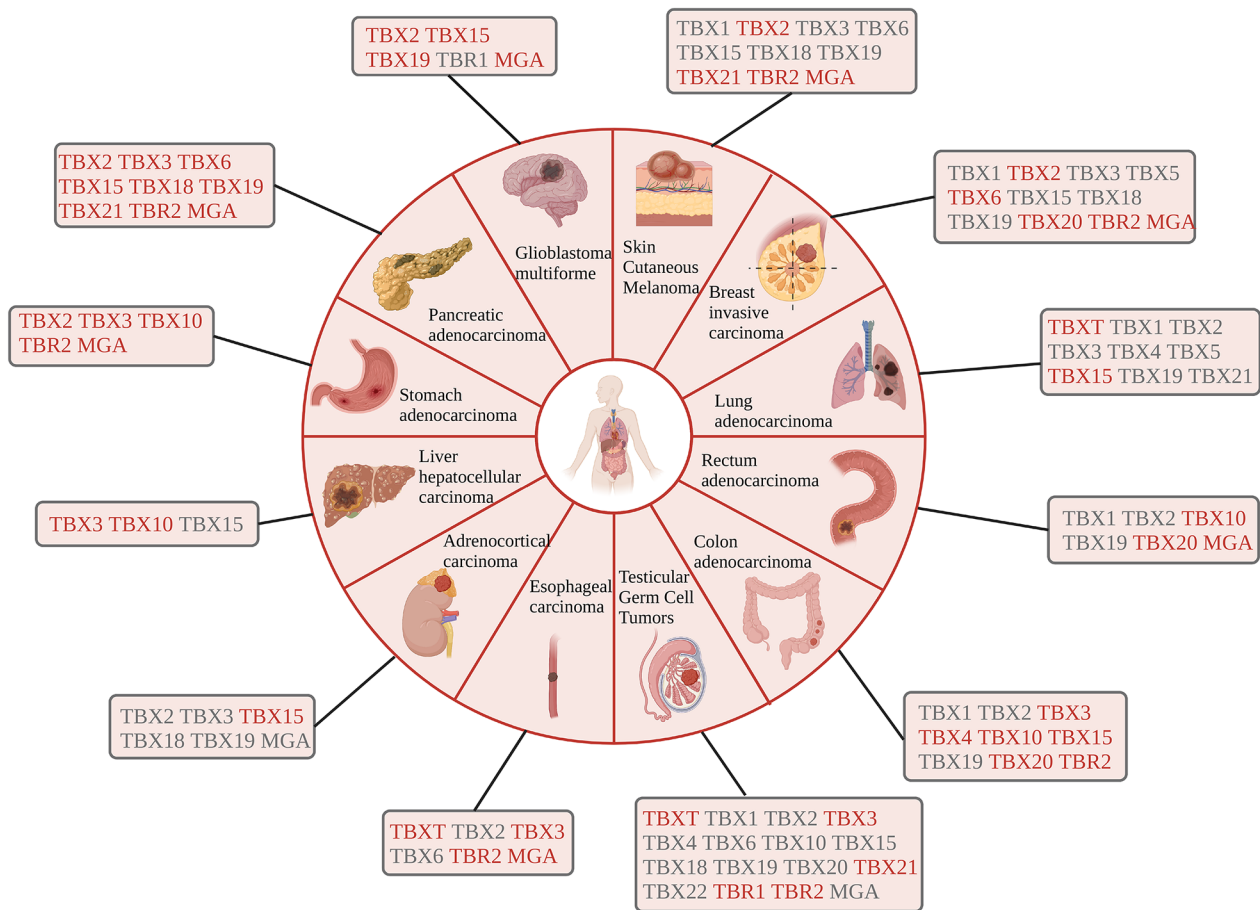 TBX2 TBX15
TBX19 TBR1 MGA
TBX1 TBX2 TBX3 TBX6
TBX15 TBX18 TBX19
TBX21 TBR2 MGA
TBX2 TBX3 TBX6
TBX15 TBX18 TBX19
TBX21 TBR2 MGA
TBX1 TBX2 TBX3 TBX5
TBX6 TBX15 TBX18
TBX19 TBX20 TBR2 MGA
Glioblastoma
multiforme
Skin
Cutaneous
Melanoma
Breast
invasive
carcinoma
Pancreatic
adenocarcinoma
TBX2 TBX3 TBX10
TBR2 MGA
TBXT TBX1 TBX2
TBX3 TBX4 TBX5
TBX15 TBX19 TBX21
Stomach
adenocarcinoma
Lung
adenocarcinoma
Liver
hepatocellular
carcinoma
Rectum
adenocarcinoma
TBX3 TBX10 TBX15
TBX1 TBX2 TBX10
TBX19 TBX20 MGA
Adrenocortical
carcinoma
Esophageal
carcinoma
Testicular
Germ Cell
Tumors
Colon
adenocarcinoma
TBX2 TBX3 TBX15
TBX18 TBX19 MGA
TBX1 TBX2 TBX3
TBX4 TBX10 TBX15
TBX19 TBX20 TBR2
TBXT TBX2 TBX3
TBX6 TBR2 MGA
TBXT TBX1 TBX2 TBX3
TBX4 TBX6 TBX10 TBX15
TBX18 TBX19 TBX20 TBX21
TBX22 TBR1 TBR2 MGA